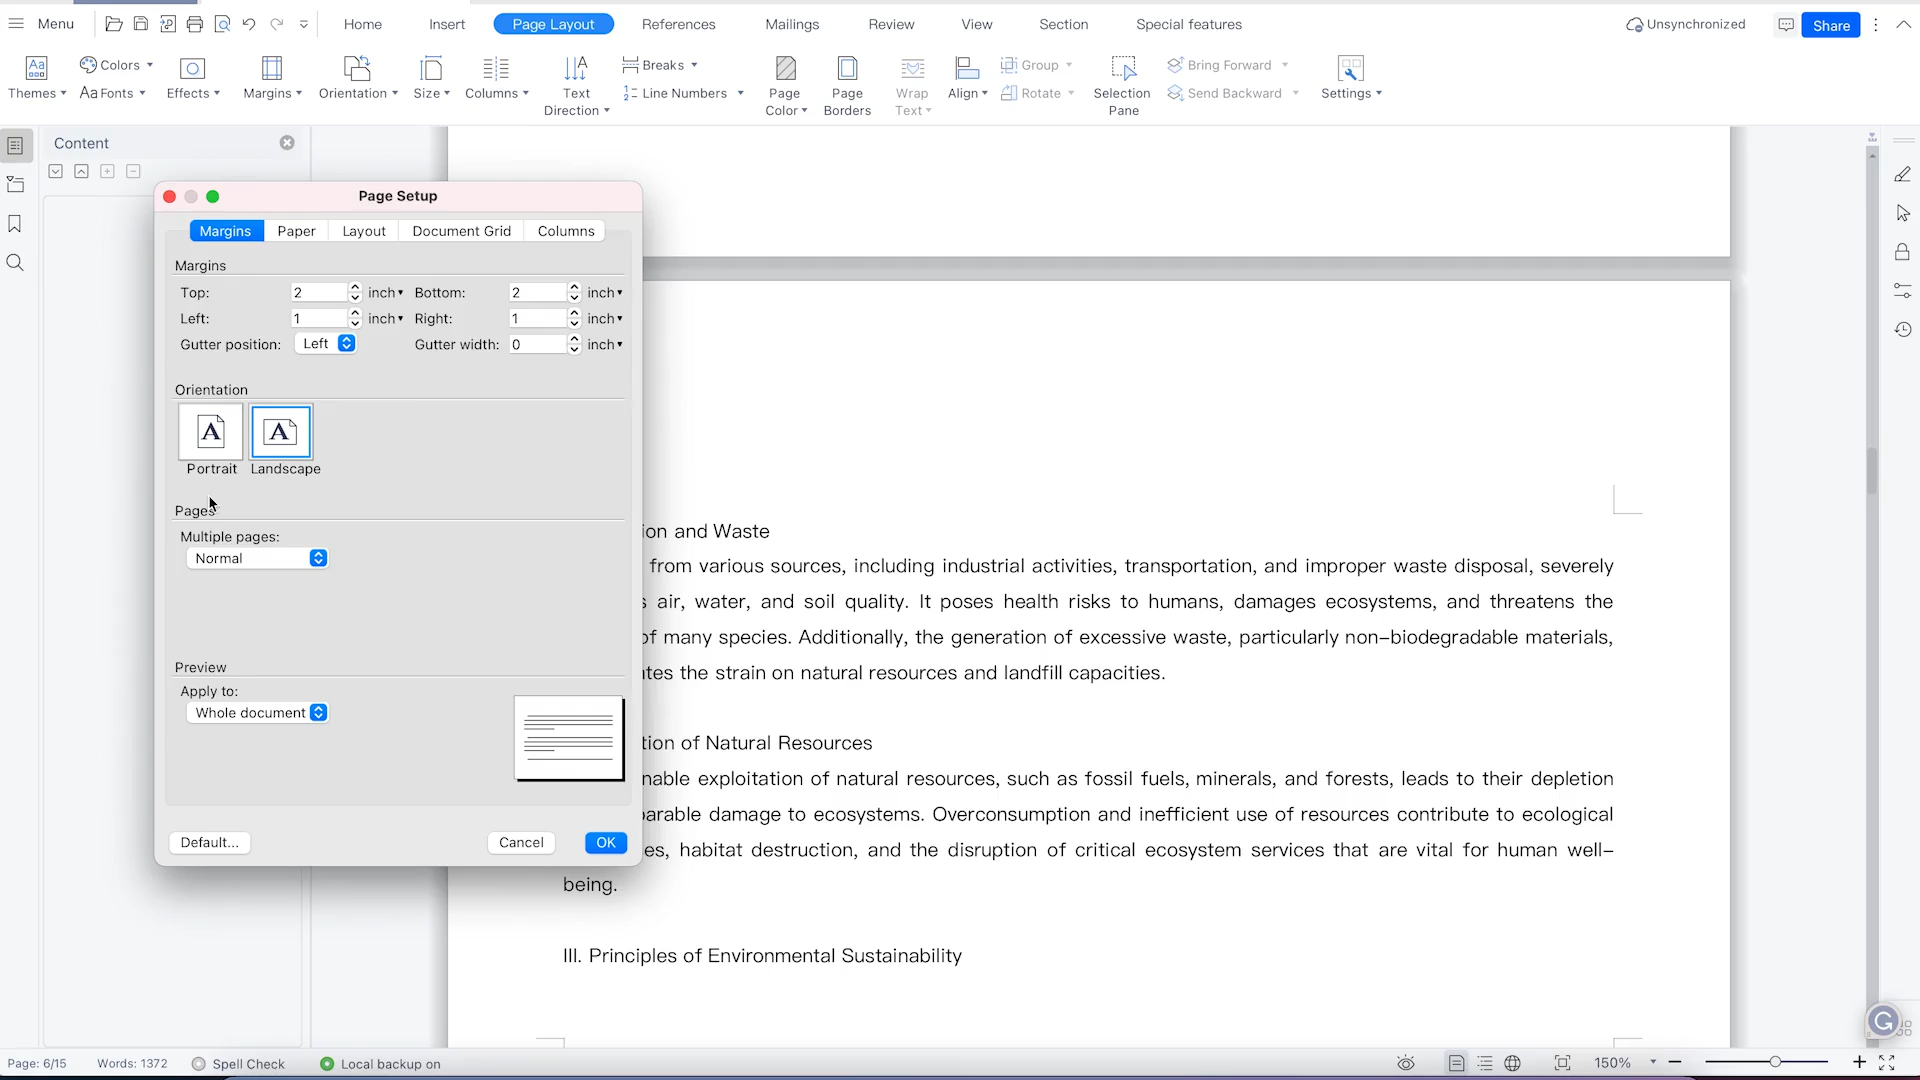 Menu
Home
Insert
Page Layout
References
Mailings
Review
View
Section
Special features
Unsynchronized
Share
Themes
Colors
Aa Fonts
Effects
Margins
Orientation
Size
Columns
Text
Direction
Breaks
Line Numbers
Page
Color
Page
Borders
Wrap
Text
Align
Group
Rotate
Selection
Pane
Bring Forward
Send Backward
Settings
Content
Page Setup
Margins
Paper
Layout
Document Grid
Columns
Margins
Top: 2 inch Bottom: 2 inch
Left: 1 inch Right: 1 inch
Gutter position: Left Gutter width: 0 inch
Orientation
A A
Portrait Landscape
Pages
Multiple pages:
Normal
Preview
Apply to:
Whole document
Default...
Cancel
OK
ion and Waste
from various sources, including industrial activities, transportation, and improper waste disposal, severely
s air, water, and soil quality. It poses health risks to humans, damages ecosystems, and threatens the
of many species. Additionally, the generation of excessive waste, particularly non-biodegradable materials,
ates the strain on natural resources and landfill capacities.
tion of Natural Resources
nable exploitation of natural resources, such as fossil fuels, minerals, and forests, leads to their depletion
parable damage to ecosystems. Overconsumption and inefficient use of resources contribute to ecological
es, habitat destruction, and the disruption of critical ecosystem services that are vital for human well-
being.
III. Principles of Environmental Sustainability
Page: 6/15
Words: 1372
Spell Check
Local backup on
150%